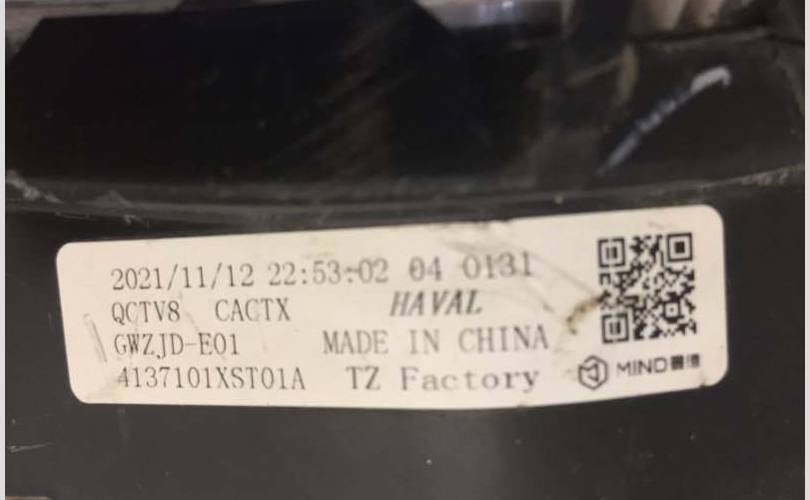 2021/11/12 22:53:02 04 0131
QCTV8 CACTX HAVAL
GWZJD-E01 MADE IN CHINA
4137101XST01A TZ Factory
MIND